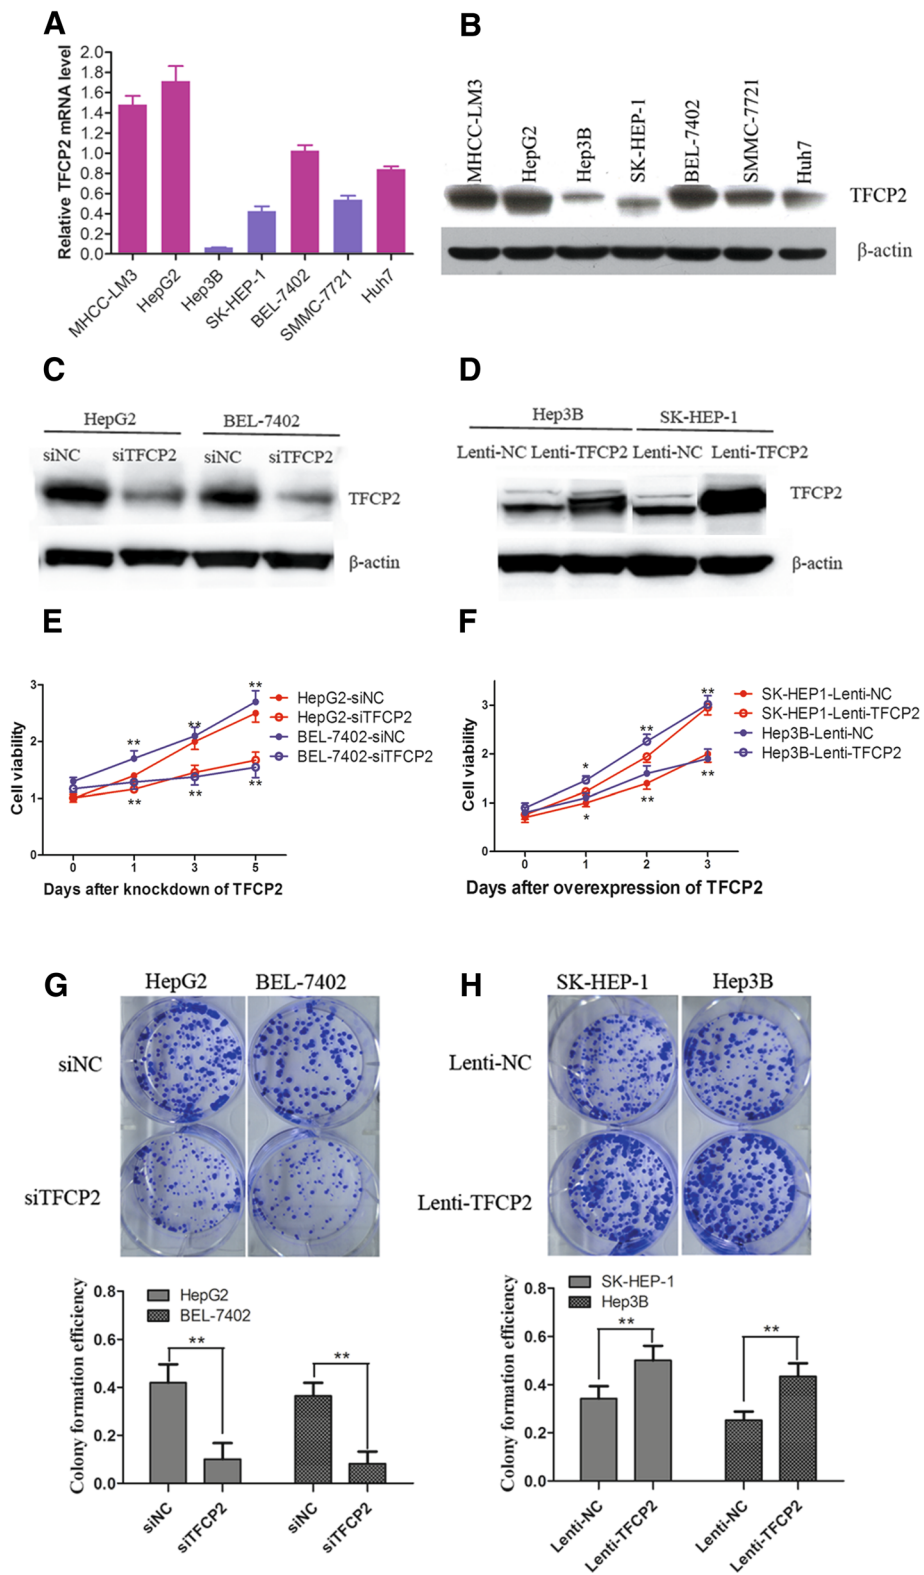 A
Relative TFCP2 mRNA level
2.0
1.8
1.6
1.4
1.2
1.0
0.8
0.6
0.4
0.2
0.0
MHCC-LM3
HepG2
Hep3B
SK-HEP-1
BEL-7402
SMMC-7721
Huh7
B
MHCC-LM3
HepG2
Hep3B
SK-HEP-1
BEL-7402
SMMC-7721
Huh7
TFCP2
β-actin
C
HepG2 BEL-7402
siNC siTFCP2 siNC siTFCP2
TFCP2
β-actin
D
Hep3B SK-HEP-1
Lenti-NC Lenti-TFCP2 Lenti-NC Lenti-TFCP2
TFCP2
β-actin
E
Cell viability
3
2
1
0
** ** **
** ** **
0 1 3 5
Days after knockdown of TFCP2
HepG2-siNC
HepG2-siTFCP2
BEL-7402-siNC
BEL-7402-siTFCP2
F
Cell viability
3
2
1
0
* ** **
* ** **
0 1 2 3
Days after overexpression of TFCP2
SK-HEP1-Lenti-NC
SK-HEP1-Lenti-TFCP2
Hep3B-Lenti-NC
Hep3B-Lenti-TFCP2
G
HepG2 BEL-7402
siNC
siTFCP2
Colony formation efficiency
0.8
0.6
0.4
0.2
0.0
HepG2
BEL-7402
** **
siNC siTFCP2 siNC siTFCP2
H
SK-HEP-1 Hep3B
Lenti-NC
Lenti-TFCP2
Colony formation efficiency
0.8
0.6
0.4
0.2
0.0
SK-HEP-1
Hep3B
** **
Lenti-NC Lenti-TFCP2 Lenti-NC Lenti-TFCP2